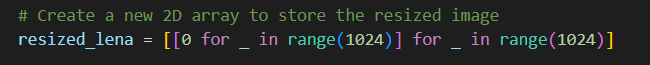 # Create a new 2D array to store the resized image
resized_lena = [[0 for _ in range(1024)] for _ in range(1024)]